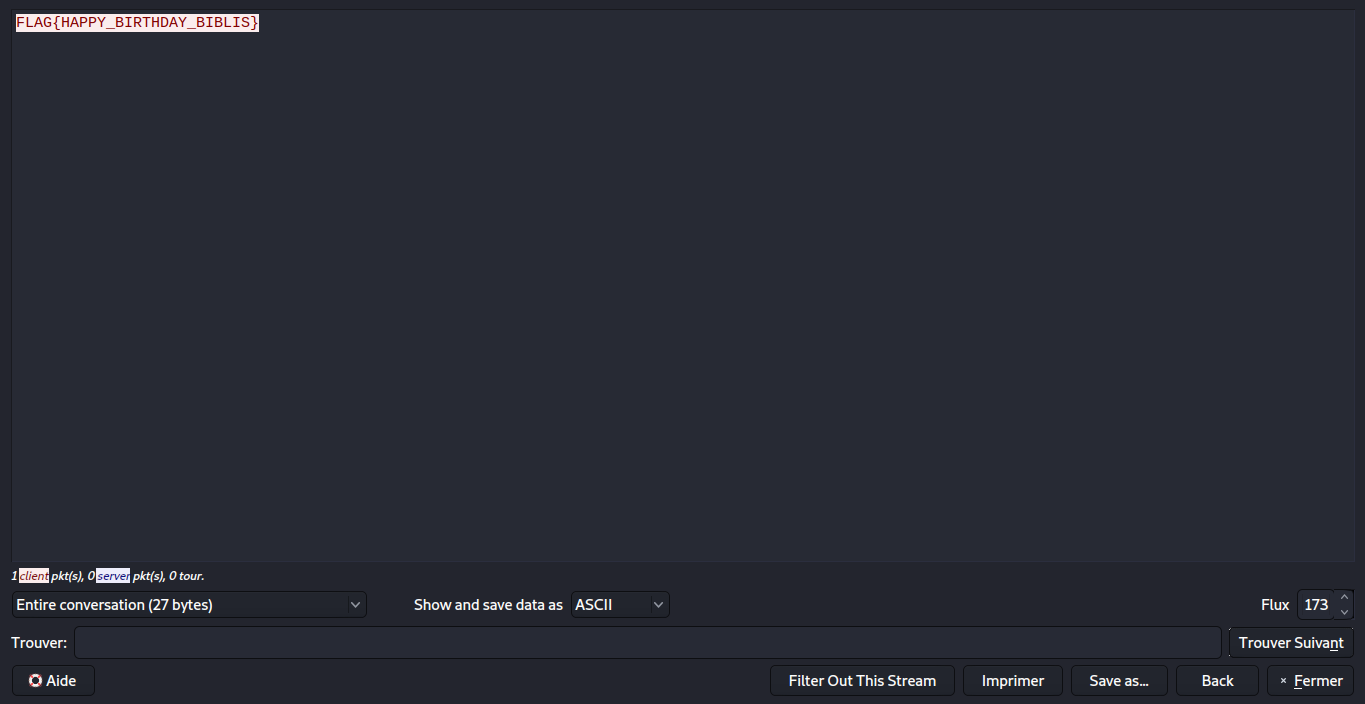 FLAG{HAPPY_BIRTHDAY_BIBLIS}
1 client pkt(s), 0 server pkt(s), 0 tour.
Entire conversation (27 bytes) Show and save data as ASCII Flux 173
Trouver: Trouver Suivant
Aide Filter Out This Stream Imprimer Save as... Back × Fermer